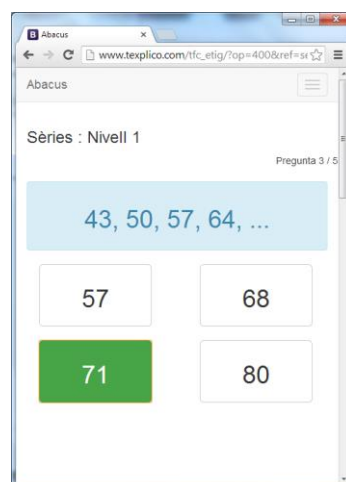 Abacus
www.texplico.com/tfc_etig/?op=400&ref=se
Abacus
Sèries : Nivell 1
Pregunta 3 / 5
43, 50, 57, 64, ...
57 68
71 80